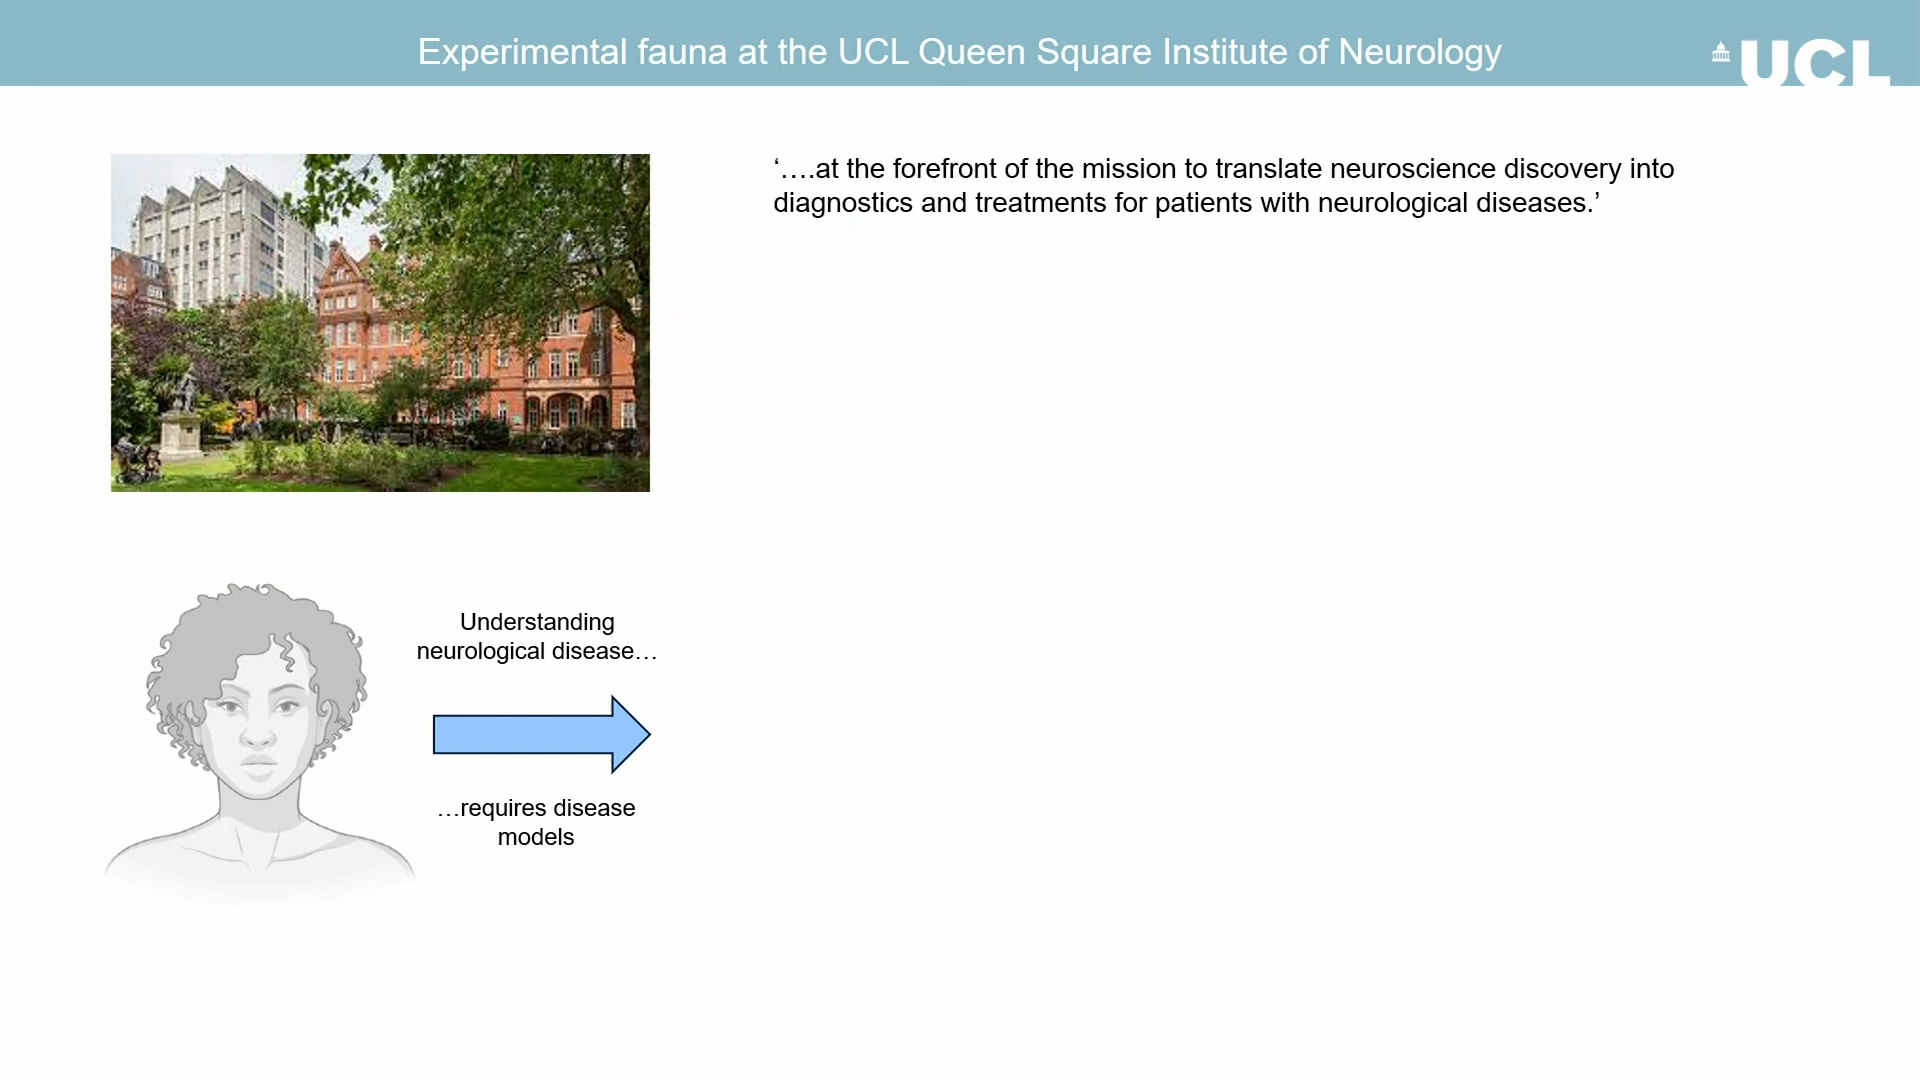 Experimental fauna at the UCL Queen Square Institute of Neurology
UCL
‘….at the forefront of the mission to translate neuroscience discovery into
diagnostics and treatments for patients with neurological diseases.’
Understanding
neurological disease…
…requires disease
models